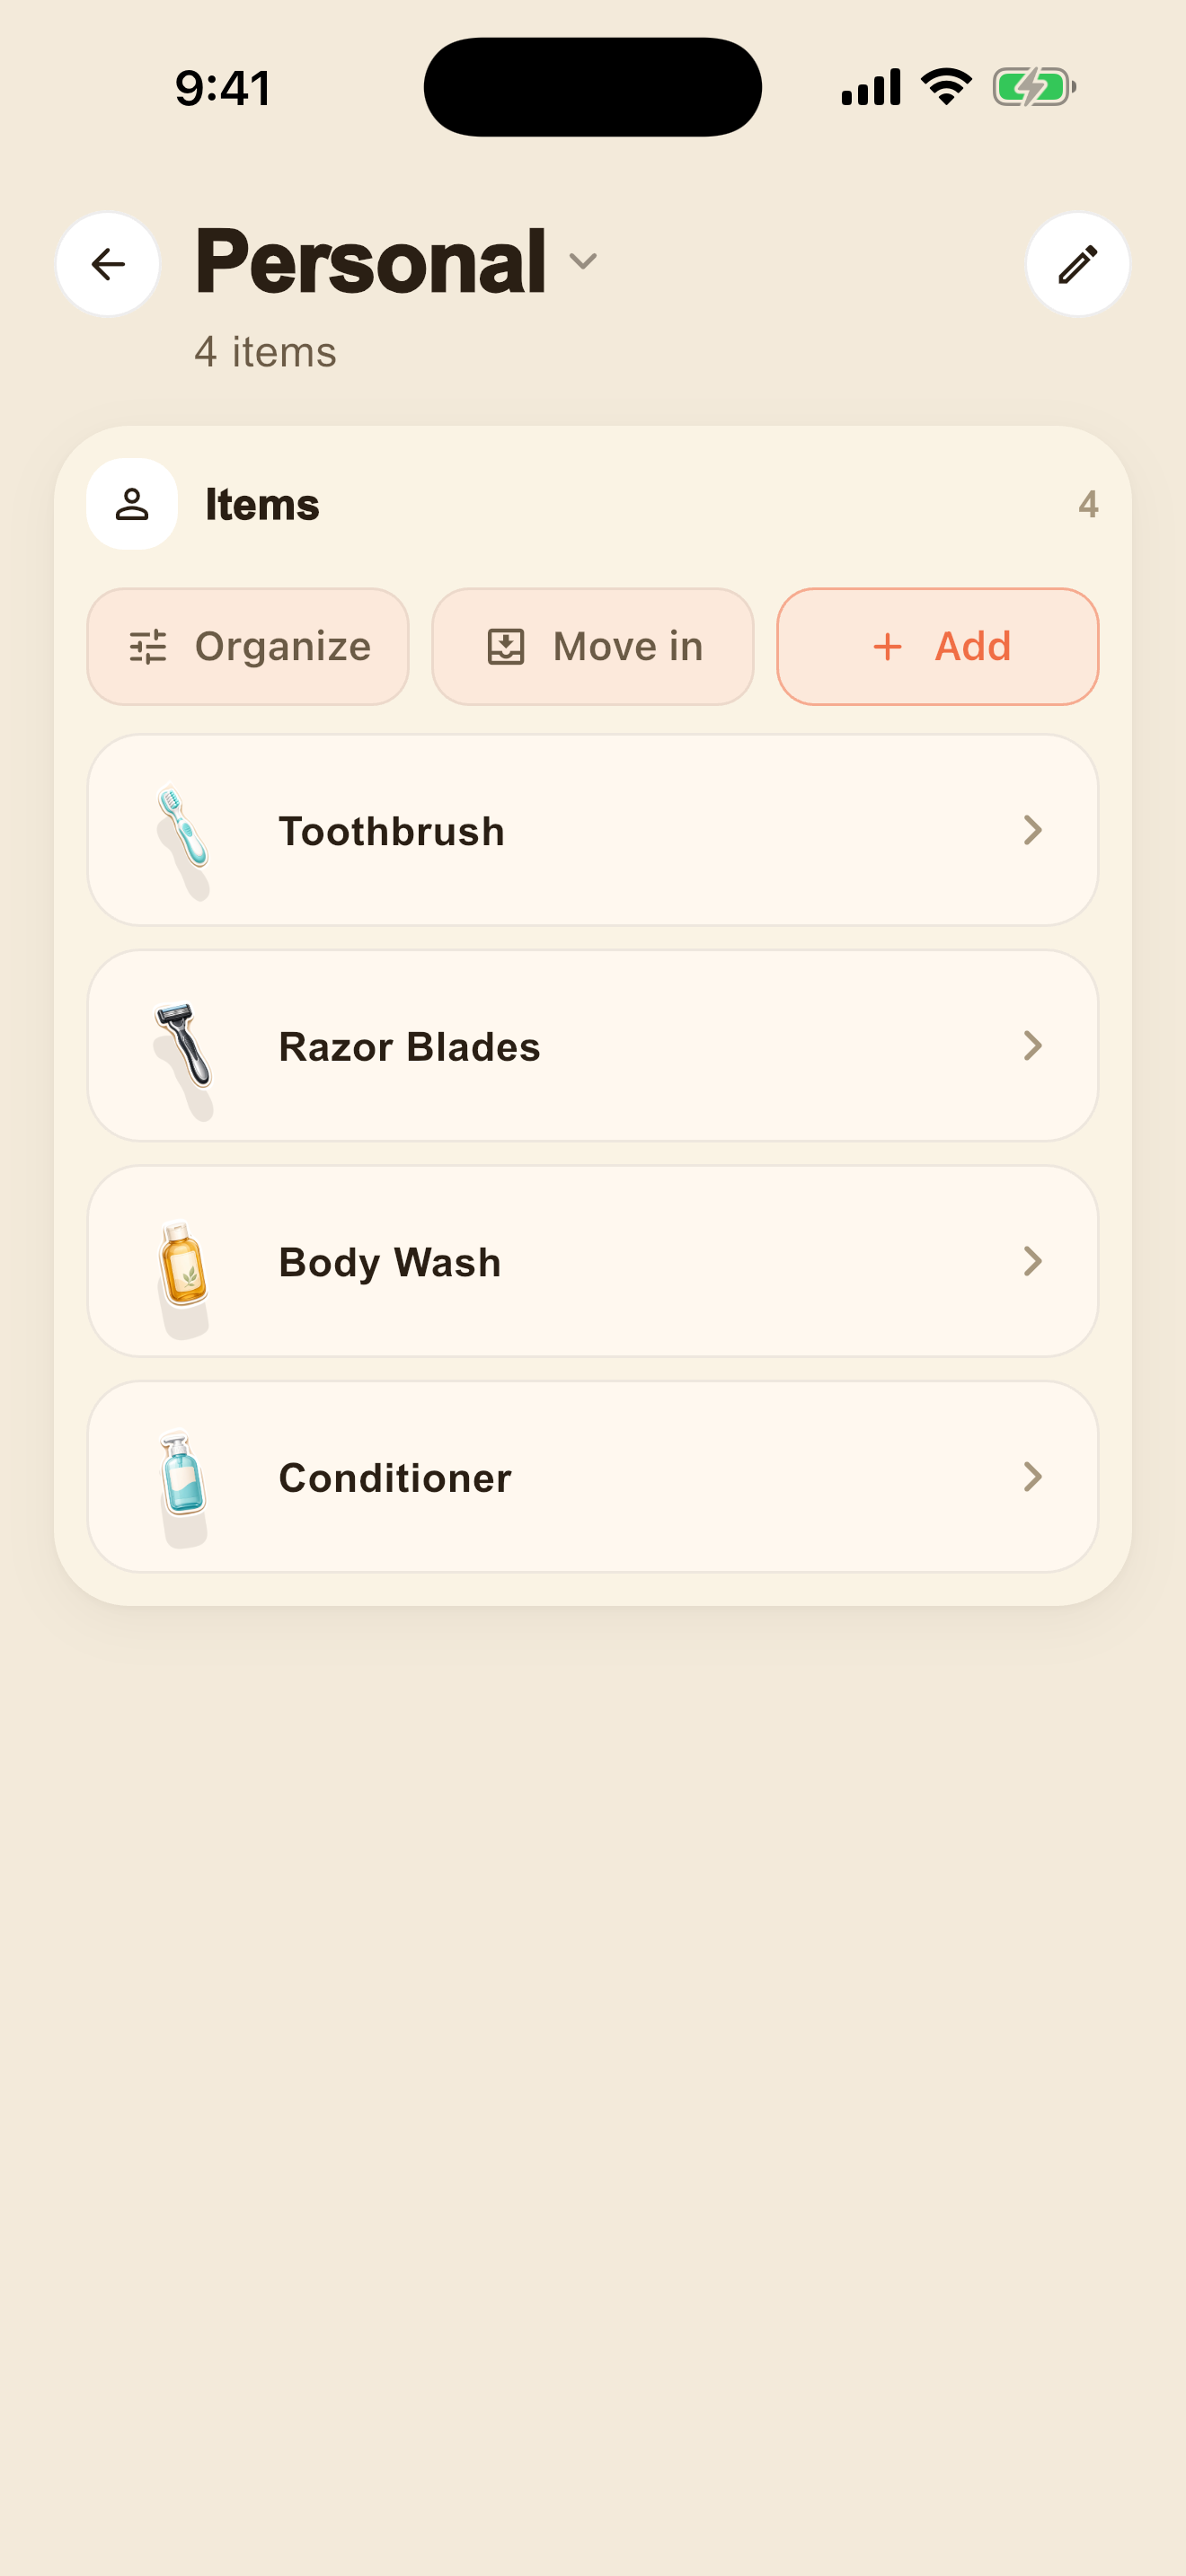 9:41
Personal
4 items
Items
4
Organize
Move in
Add
Toothbrush
Razor Blades
Body Wash
Conditioner